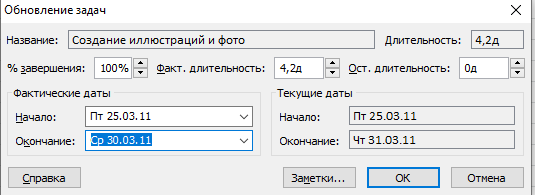 Обновление задач
Название: Создание иллюстраций и фото Длительность: 4,2д
% завершения: 100% Факт. длительность: 4,2д Ост. длительность: 0д
Фактические даты Текущие даты
Начало: Пт 25.03.11 Начало: Пт 25.03.11
Окончание: Ср 30.03.11 Окончание: Чт 31.03.11
Справка Заметки... ОК Отмена